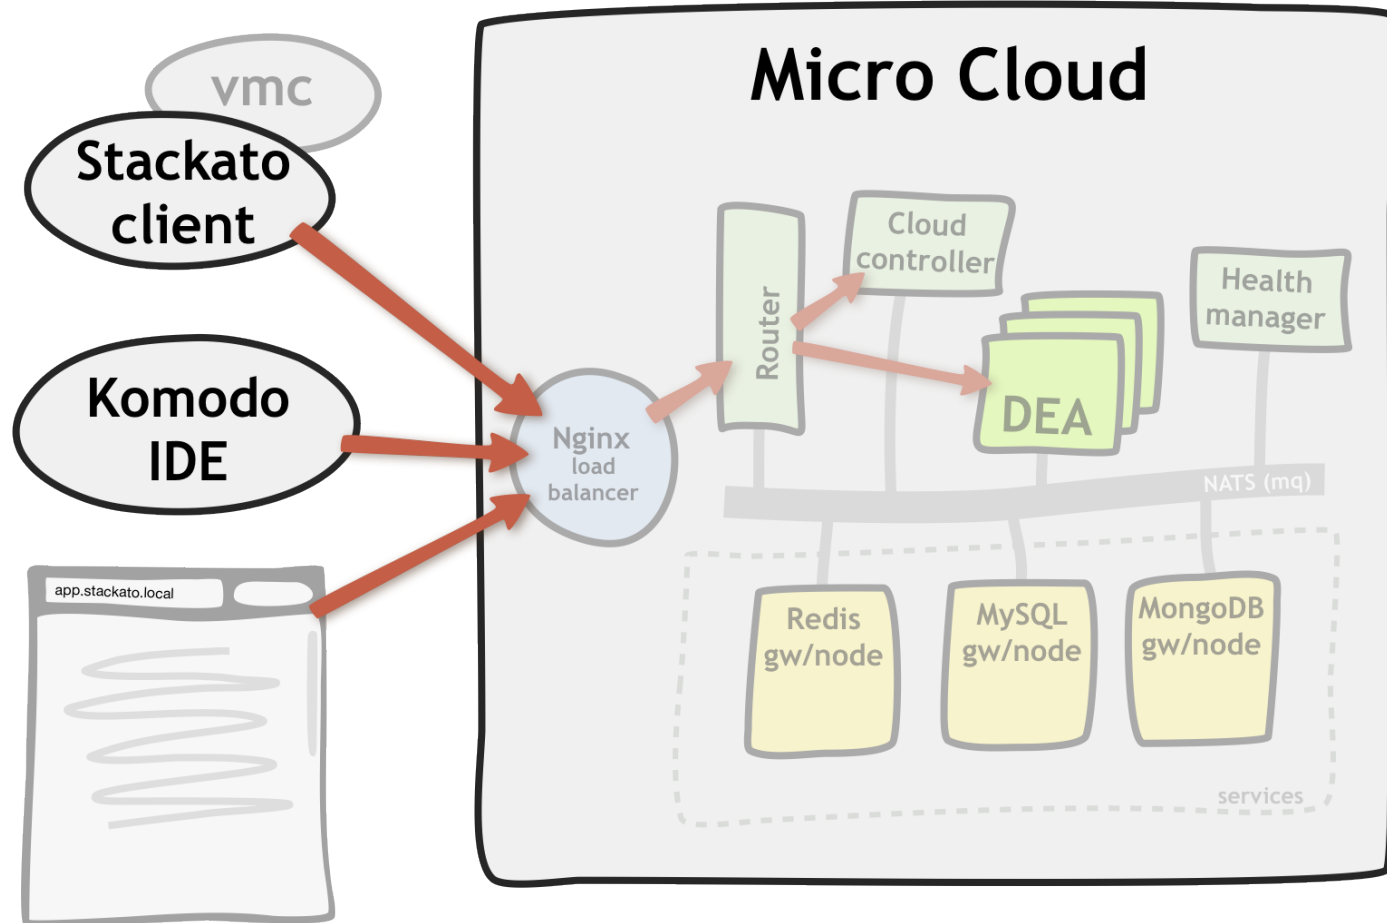 Micro Cloud
vmc
Stackato
client
Komodo
IDE
app.stackato.local
Nginx
load
balancer
Router
Cloud
controller
DEA
Health
manager
NATS (mq)
Redis
gw/node
MySQL
gw/node
MongoDB
gw/node
services